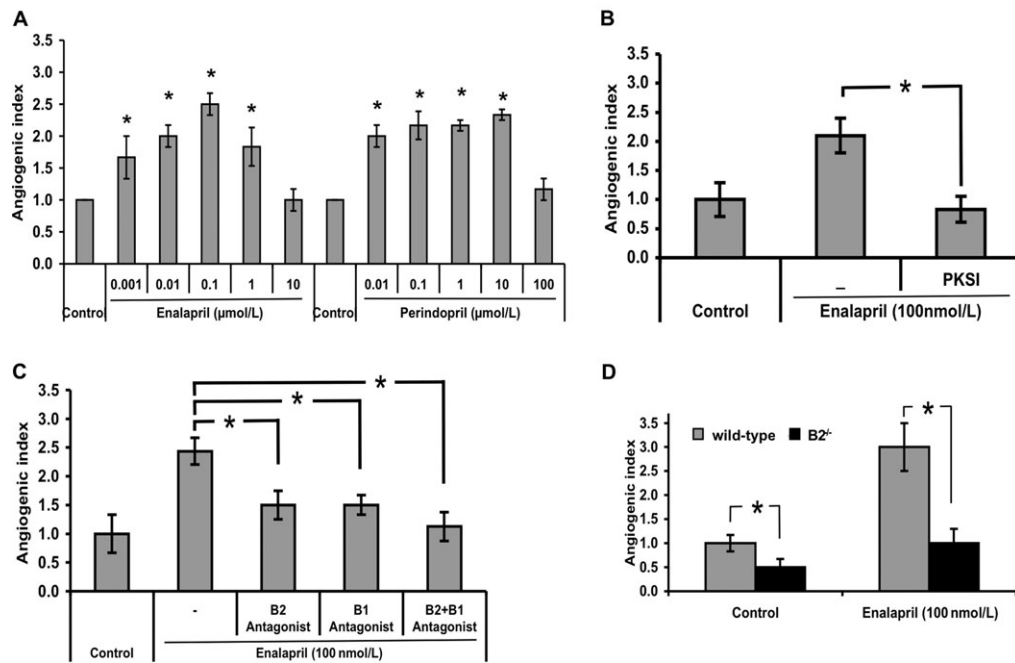 A
Angiogenic index
3.5
3.0
2.5
2.0
1.5
1.0
0.5
0.0
* * * * * * * *
0.001 0.01 0.1 1 10 0.01 0.1 1 10 100
Control Enalapril (µmol/L) Control Perindopril (µmol/L)
B
Angiogenic index
3.5
3.0
2.5
2.0
1.5
1.0
0.5
0.0
*
– PKSI
Control Enalapril (100nmol/L)
C
Angiogenic index
3.5
3.0
2.5
2.0
1.5
1.0
0.5
0.0
*
*
*
- B2 Antagonist B1 Antagonist B2+B1 Antagonist
Control Enalapril (100 nmol/L)
D
Angiogenic index
3.5
3.0
2.5
2.0
1.5
1.0
0.5
0.0
wild-type B2-/-
*
*
Control Enalapril (100 nmol/L)